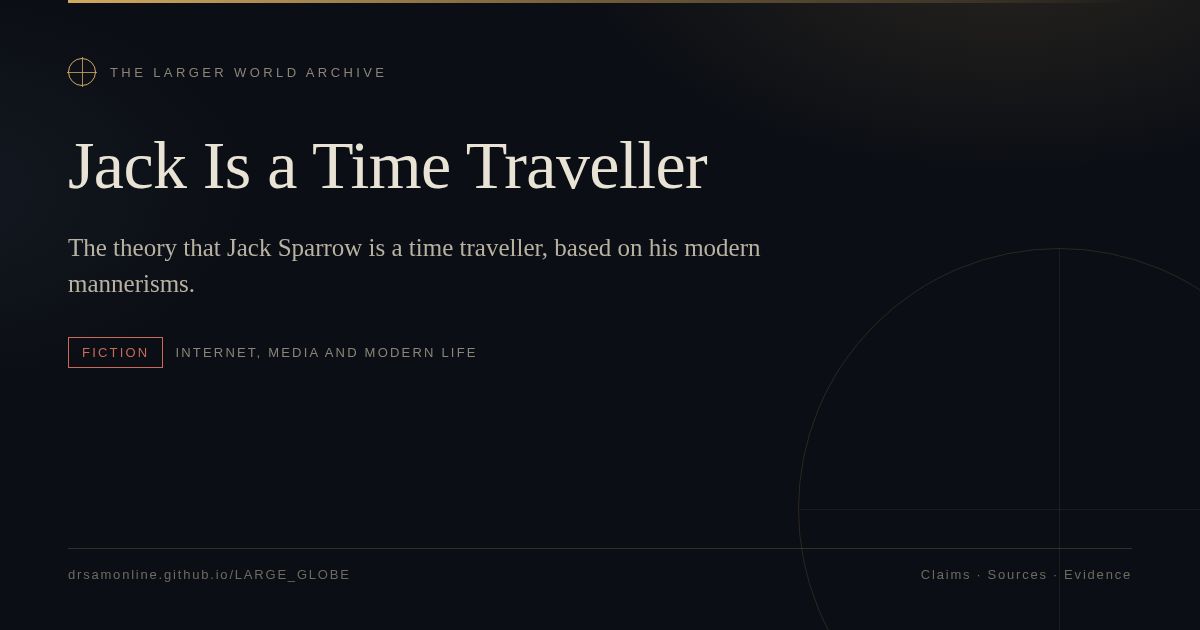 THE LARGER WORLD ARCHIVE
Jack Is a Time Traveller
The theory that Jack Sparrow is a time traveller, based on his modern
mannerisms.
FICTION INTERNET, MEDIA AND MODERN LIFE
drsamonline.github.io/LARGE_GLOBE Claims · Sources · Evidence